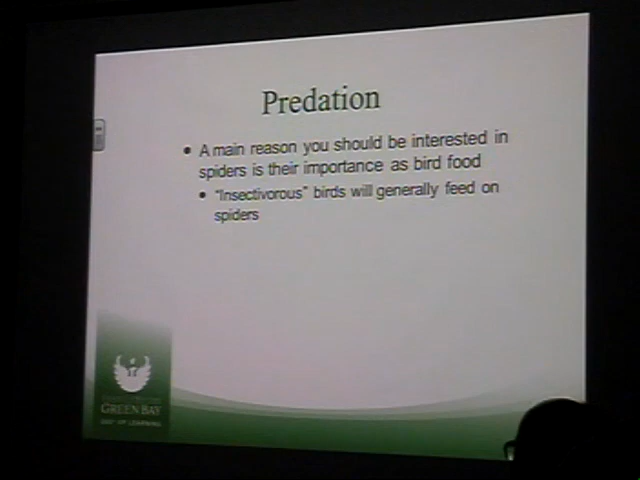 Predation
• A main reason you should be interested in
spiders is their importance as bird food
• "Insectivorous" birds will generally feed on
spiders
GREEN BAY